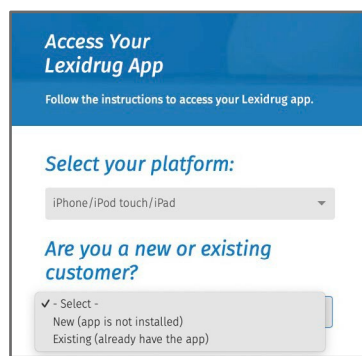 Access Your
Lexidrug App
Follow the instructions to access your Lexidrug app.
Select your platform:
iPhone/iPod touch/iPad
Are you a new or existing
customer?
✓ - Select -
New (app is not installed)
Existing (already have the app)